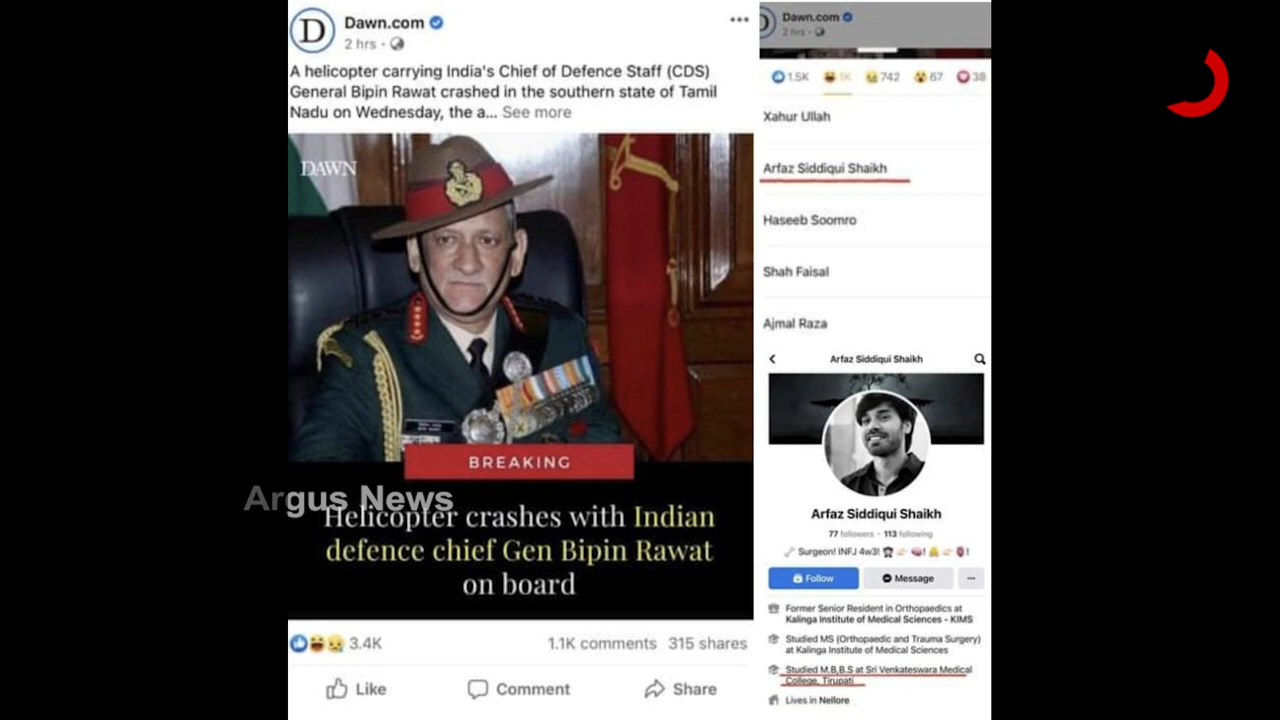 Dawn.com
2 hrs
A helicopter carrying India's Chief of Defence Staff (CDS)
General Bipin Rawat crashed in the southern state of Tamil
Nadu on Wednesday, the a... See more
DAWN
BREAKING
Helicopter crashes with Indian
defence chief Gen Bipin Rawat
on board
3.4K 1.1K comments 315 shares
Like Comment Share
Argus News
Dawn.com
2 hrs
1.5K 1K 742 67 38
Xahur Ullah
Arfaz Siddiqui Shaikh
Haseeb Soomro
Shah Faisal
Ajmal Raza
Arfaz Siddiqui Shaikh
Arfaz Siddiqui Shaikh
77 followers · 113 following
Surgeon! INFJ 4w3! ! !
Follow Message
Former Senior Resident in Orthopaedics at
Kalinga Institute of Medical Sciences - KIMS
Studied MS (Orthopaedic and Trauma Surgery)
at Kalinga Institute of Medical Sciences
Studied M.B,B.S at Sri Venkateswara Medical
College, Tirupati
Lives in Nellore